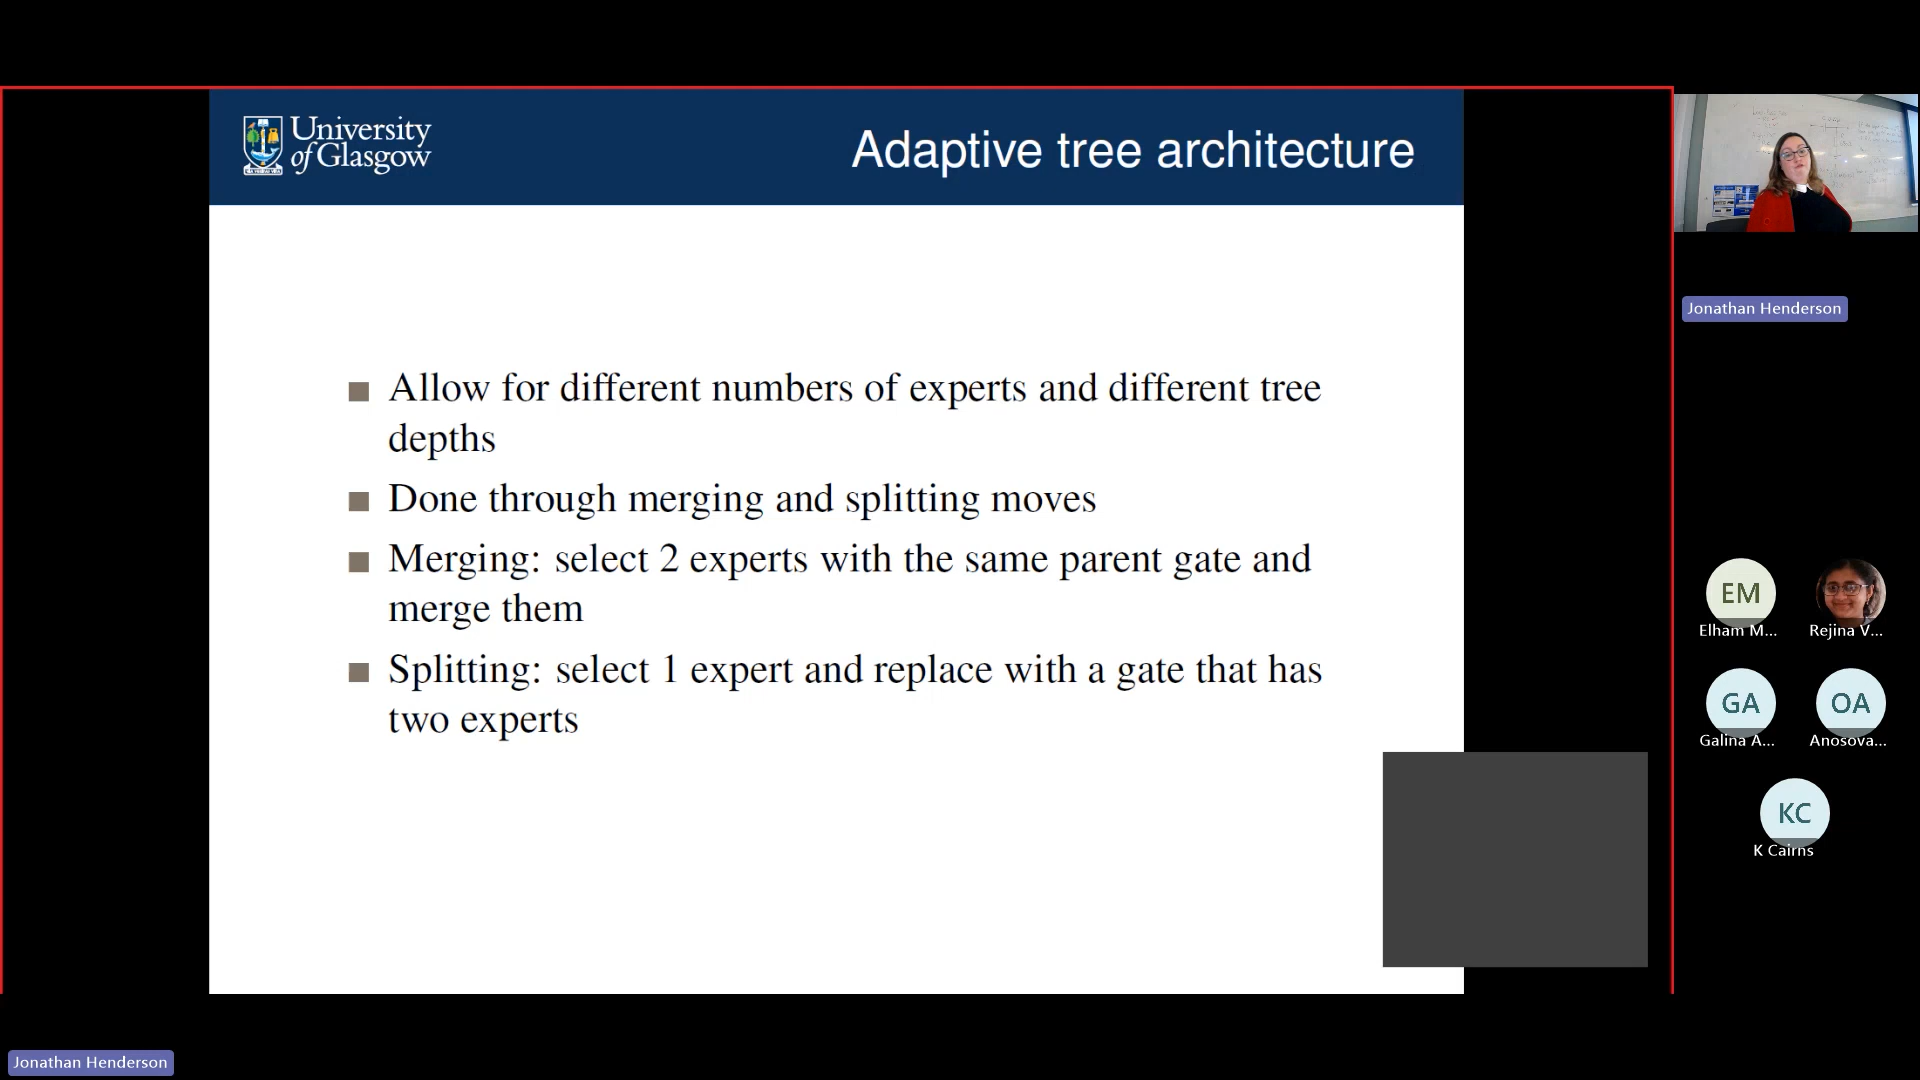 University
of Glasgow
Adaptive tree architecture
Allow for different numbers of experts and different tree
depths
Done through merging and splitting moves
Merging: select 2 experts with the same parent gate and
merge them
Splitting: select 1 expert and replace with a gate that has
two experts
Jonathan Henderson
EM
Elham M...
Rejina V...
GA
Galina A...
OA
Anosova...
KC
K Cairns
Jonathan Henderson